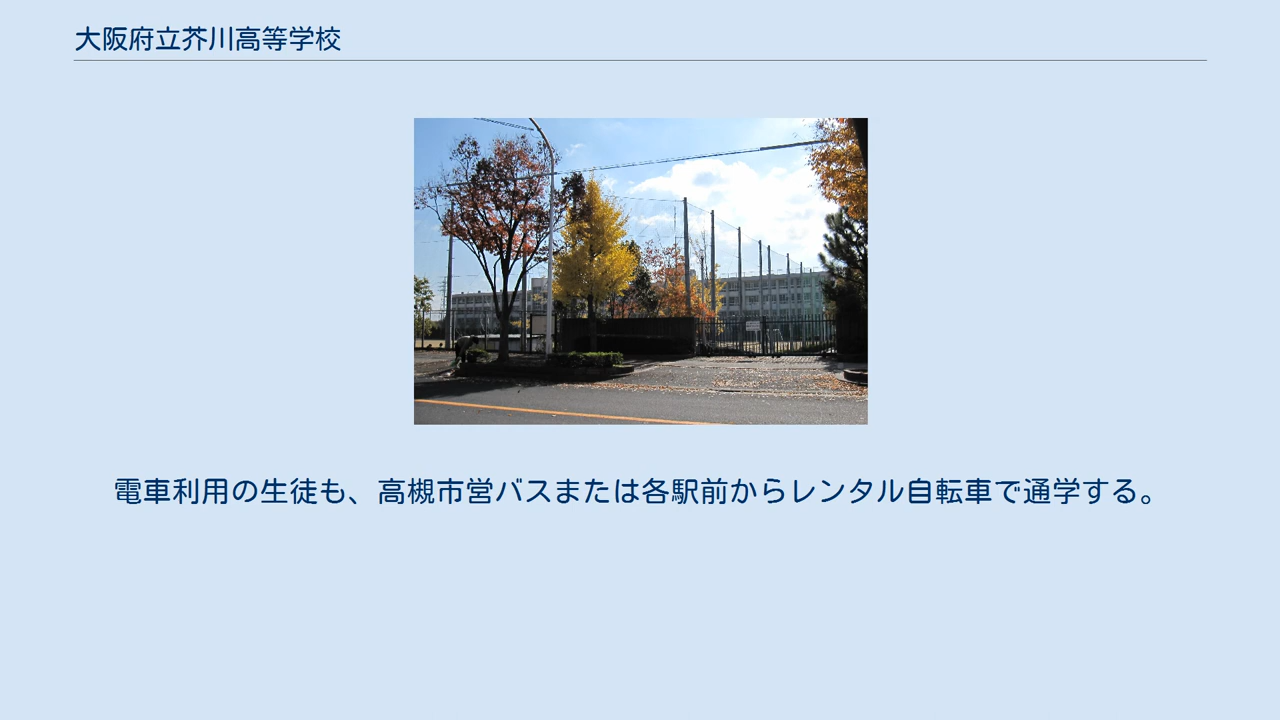 大阪府立芥川高等学校
電車利用の生徒も、高槻市営バスまたは各駅前からレンタル自転車で通学する。